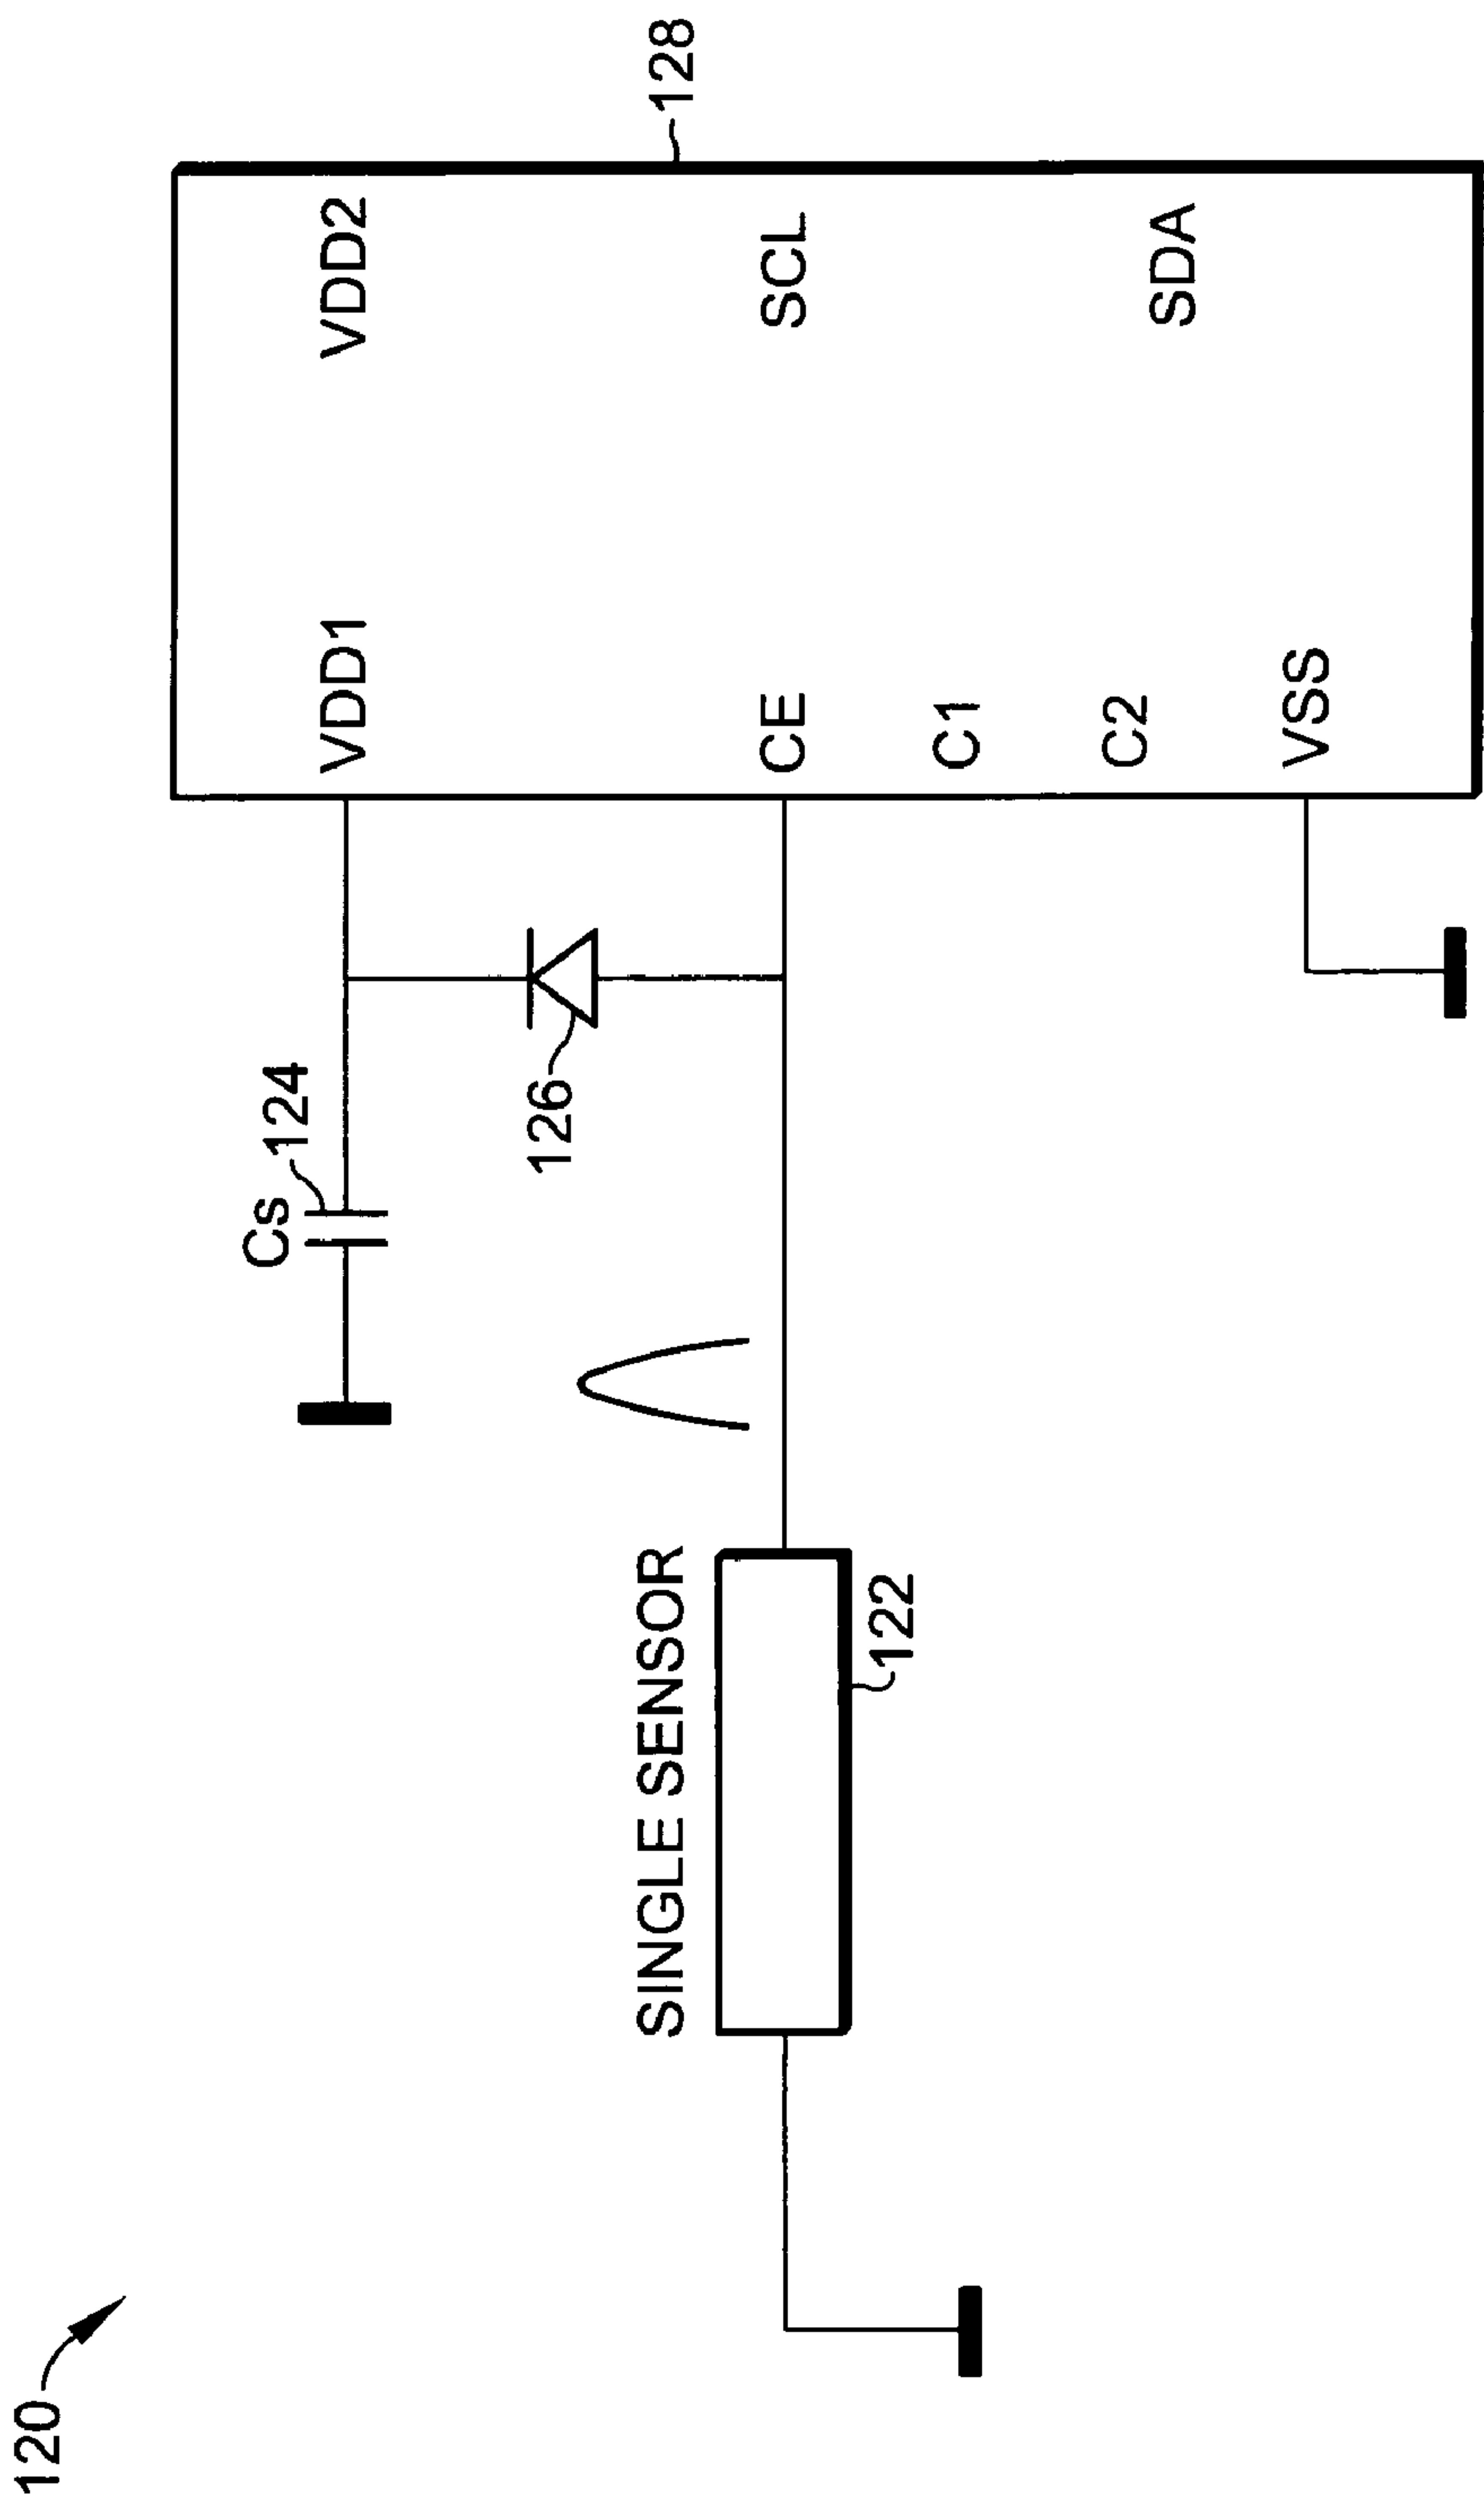 120
SINGLE SENSOR
122
Cs
124
126
VDD1
VDD2
CE
SCL
C1
C2
SDA
VSS
128